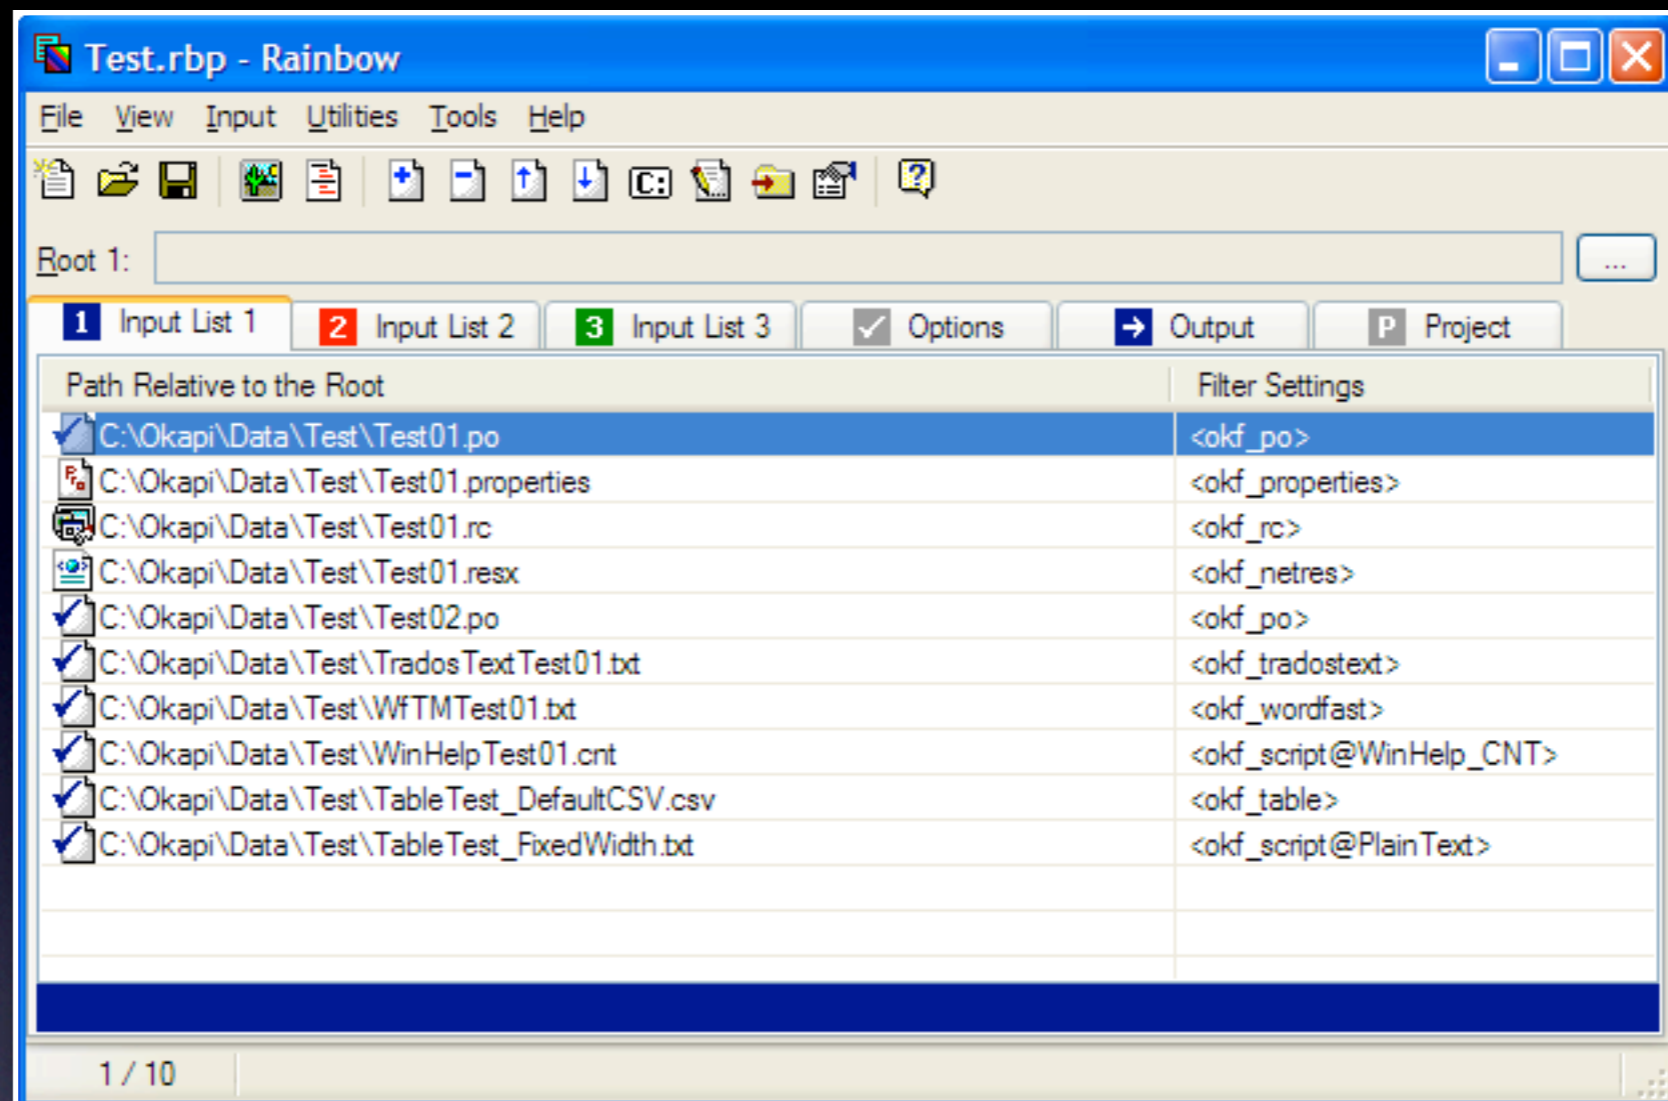 Test.rbp - Rainbow
File View Input Utilities Tools Help
C:
Root 1: ...
1 Input List 1 2 Input List 2 3 Input List 3 Options Output P Project
Path Relative to the Root Filter Settings
C:\Okapi\Data\Test\Test01.po <okf_po>
C:\Okapi\Data\Test\Test01.properties <okf_properties>
C:\Okapi\Data\Test\Test01.rc <okf_rc>
C:\Okapi\Data\Test\Test01.resx <okf_netres>
C:\Okapi\Data\Test\Test02.po <okf_po>
C:\Okapi\Data\Test\TradosTextTest01.txt <okf_tradostext>
C:\Okapi\Data\Test\WfTMTest01.txt <okf_wordfast>
C:\Okapi\Data\Test\WinHelpTest01.cnt <okf_script@WinHelp_CNT>
C:\Okapi\Data\Test\TableTest_DefaultCSV.csv <okf_table>
C:\Okapi\Data\Test\TableTest_FixedWidth.txt <okf_script@PlainText>
1 / 10